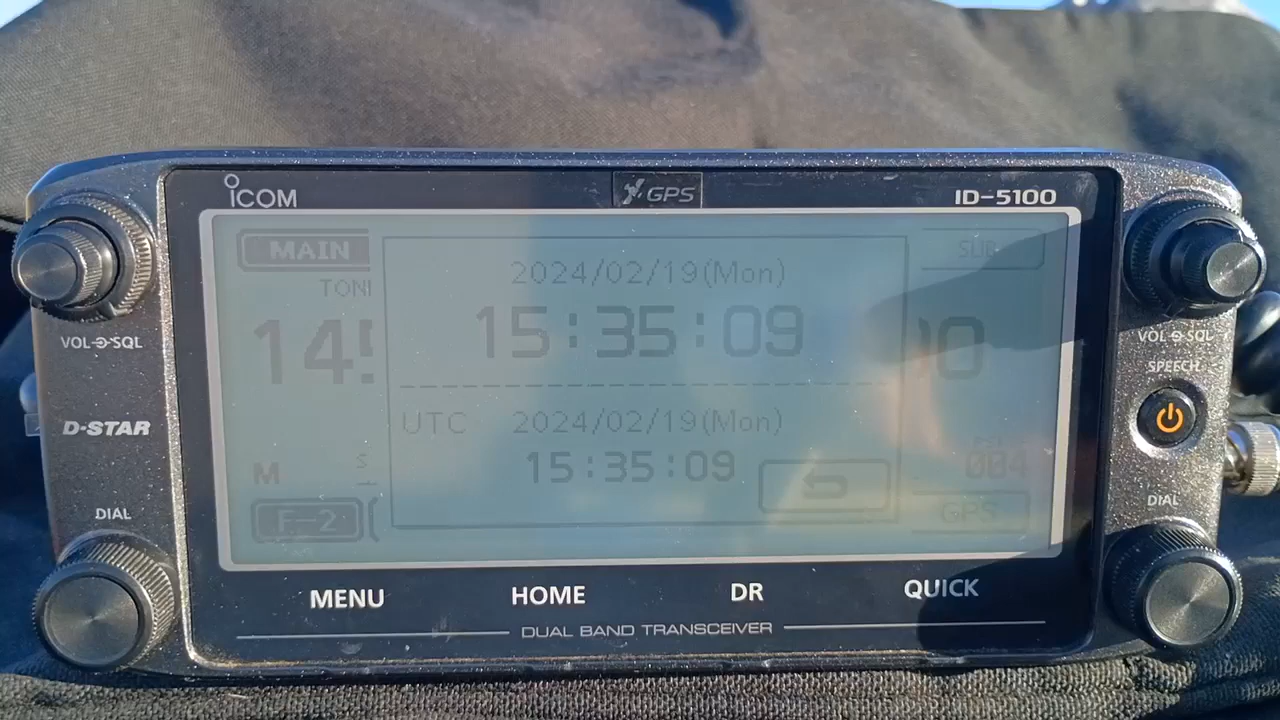 iCOM
GPS
ID-5100
MAIN
2024/02/19(Mon)
SUB
15:35:09
VOL SQL
VOL SQL
SPEECH
D-STAR
UTC 2024/02/19(Mon)
15:35:09
M
004
F-2
GPS
DIAL
DIAL
MENU
HOME
DR
QUICK
DUAL BAND TRANSCEIVER